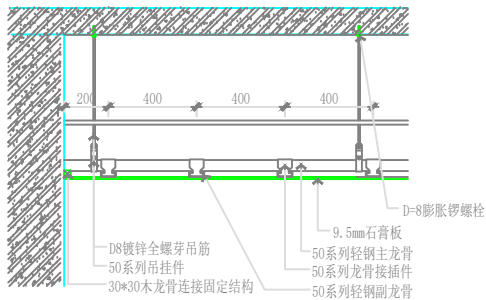 200 400 400 400
D=8膨胀锣螺栓
9.5mm石膏板
D8镀锌全螺芽吊筋
50系列轻钢主龙骨
50系列吊挂件
50系列龙骨接插件
30*30木龙骨连接固定结构
50系列轻钢副龙骨